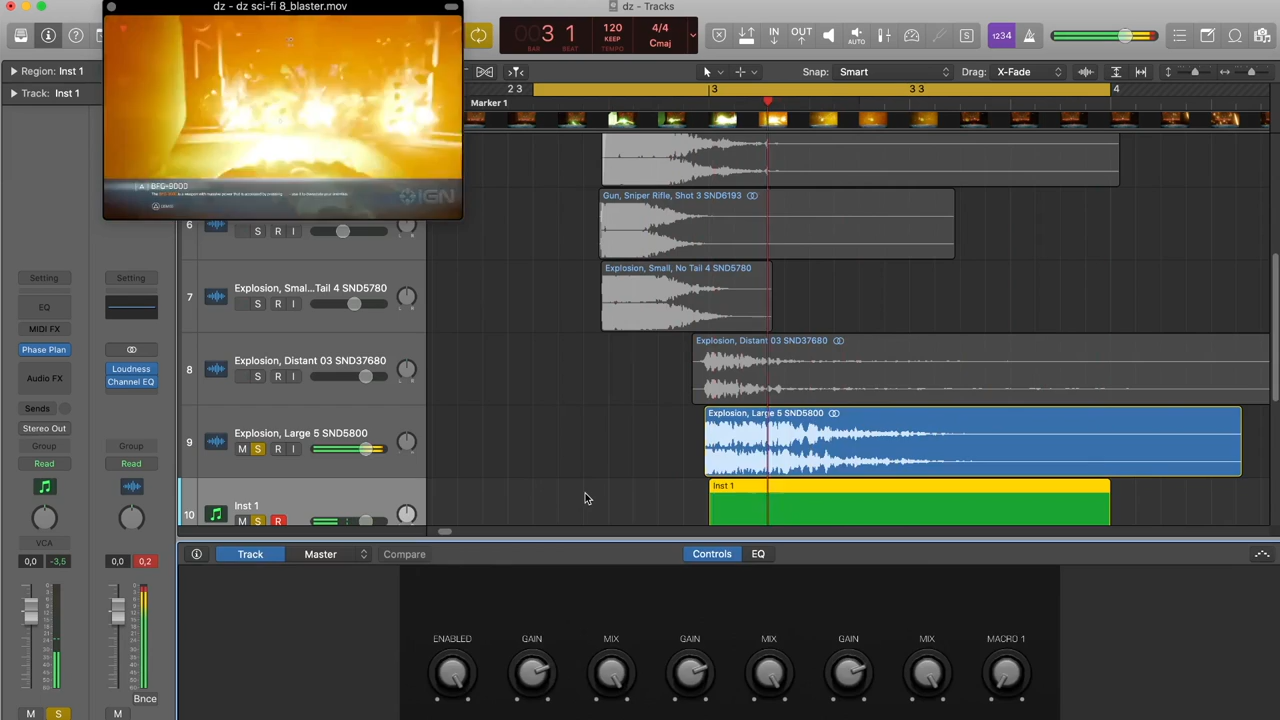 dz - dz sci-fi 8_blaster.mov
dz - Tracks
003 1
BAR BEAT
120
KEEP
TEMPO
4/4
Cmaj
IN
OUT
AUTO
S
1234
Region: Inst 1
Track: Inst 1
Snap: Smart
Drag: X-Fade
2 3
3
3 3
4
Marker 1
BFG-9000
IGN
6
S R I
L R
Gun, Sniper Rifle, Shot 3 SND6193
7
Explosion, Smal...Tail 4 SND5780
S R I
L R
Explosion, Small, No Tail 4 SND5780
8
Explosion, Distant 03 SND37680
S R I
L R
Explosion, Distant 03 SND37680
9
Explosion, Large 5 SND5800
M S R I
L R
Explosion, Large 5 SND5800
10
Inst 1
M S R
Inst 1
Setting
Setting
EQ
MIDI FX
Phase Plan
Audio FX
Loudness
Channel EQ
Sends
Stereo Out
Group
Group
Read
Read
VCA
0,0 -3,5
0,0 0,2
Bnce
M S
M
Track
Master
Compare
Controls
EQ
ENABLED
GAIN
MIX
GAIN
MIX
GAIN
MIX
MACRO 1